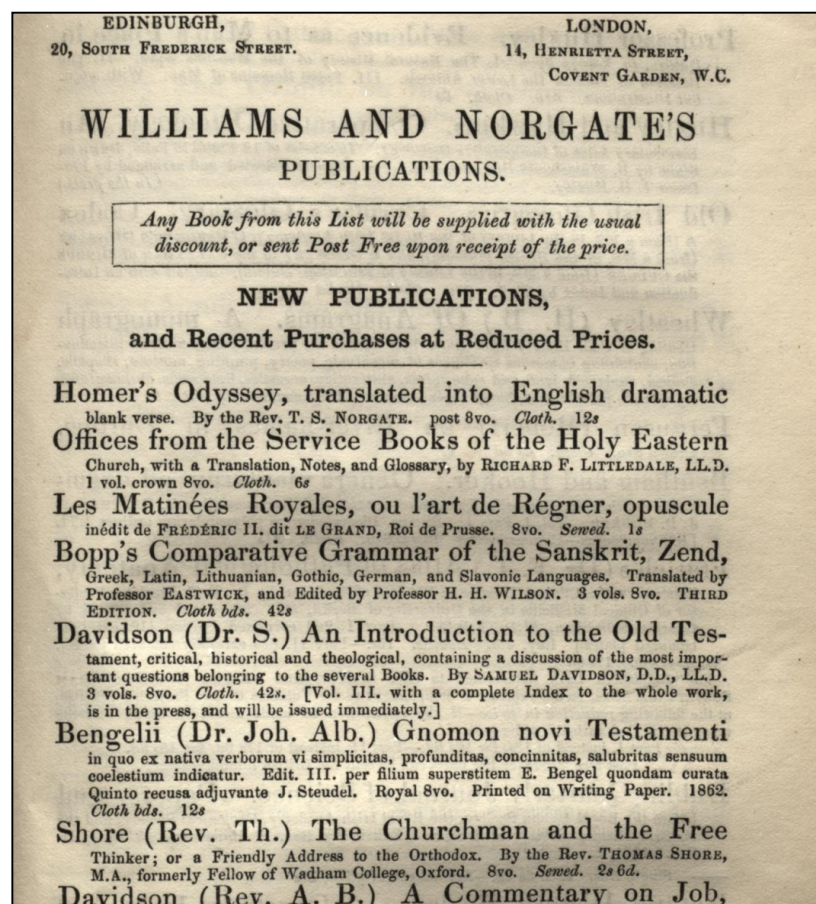 EDINBURGH,
20, SOUTH FREDERICK STREET.
LONDON,
14, HENRIETTA STREET,
COVENT GARDEN, W.C.
WILLIAMS AND NORGATE'S
PUBLICATIONS.
Any Book from this List will be supplied with the usual
discount, or sent Post Free upon receipt of the price.
NEW PUBLICATIONS,
and Recent Purchases at Reduced Prices.
Homer's Odyssey, translated into English dramatic
blank verse. By the Rev. T. S. NORGATE. post 8vo. Cloth. 12s
Offices from the Service Books of the Holy Eastern
Church, with a Translation, Notes, and Glossary, by RICHARD F. LITTLEDALE, LL.D.
1 vol. crown 8vo. Cloth. 6s
Les Matinées Royales, ou l'art de Régner, opuscule
inédit de FRÉDÉRIC II. dit LE GRAND, Roi de Prusse. 8vo. Sewed. 1s
Bopp's Comparative Grammar of the Sanskrit, Zend,
Greek, Latin, Lithuanian, Gothic, German, and Slavonic Languages. Translated by
Professor EASTWICK, and Edited by Professor H. H. WILSON. 3 vols. 8vo. THIRD
EDITION. Cloth bds. 42s
Davidson (Dr. S.) An Introduction to the Old Tes-
tament, critical, historical and theological, containing a discussion of the most impor-
tant questions belonging to the several Books. By SAMUEL DAVIDSON, D.D., LL.D.
3 vols. 8vo. Cloth. 42s. [Vol. III. with a complete Index to the whole work,
is in the press, and will be issued immediately.]
Bengelii (Dr. Joh. Alb.) Gnomon novi Testamenti
in quo ex nativa verborum vi simplicitas, profunditas, concinnitas, salubritas sensuum
coelestium indicatur. Edit. III. per filium superstitem E. Bengel quondam curata
Quinto recusa adjuvante J. Steudel. Royal 8vo. Printed on Writing Paper. 1862.
Cloth bds. 12s
Shore (Rev. Th.) The Churchman and the Free
Thinker; or a Friendly Address to the Orthodox. By the Rev. THOMAS SHORE,
M.A., formerly Fellow of Wadham College, Oxford. 8vo. Sewed. 2s 6d.
Davidson (Rev. A. B.) A Commentary on Job,